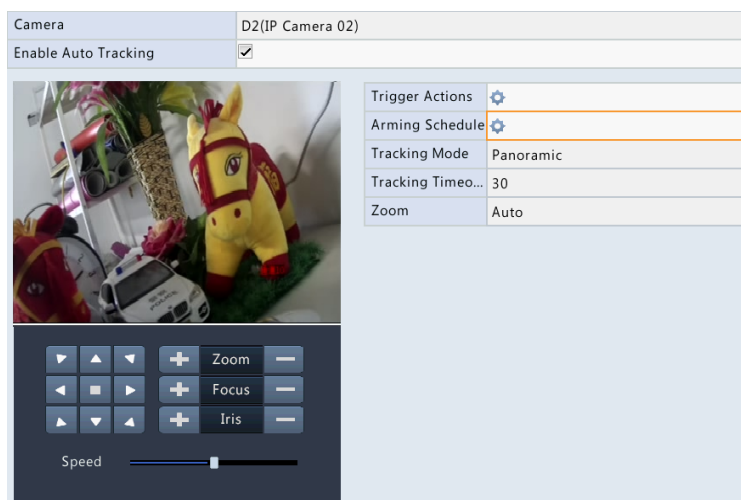 Camera D2(IP Camera 02)
Enable Auto Tracking
Trigger Actions
Arming Schedule
Tracking Mode Panoramic
Tracking Timeo... 30
Zoom Auto
Zoom
Focus
Iris
Speed